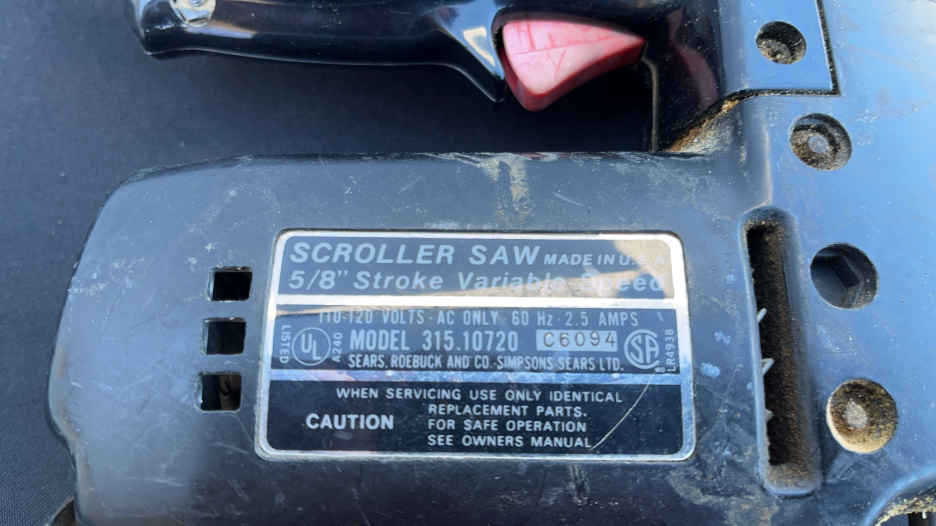 SCROLLER SAW MADE IN U.S.A
5/8" Stroke Variable Speed
110-120 VOLTS · AC ONLY 60 Hz · 2.5 AMPS
LISTED UL A240 MODEL 315.10720 C6094 SA LR4938
SEARS, ROEBUCK AND CO. SIMPSONS-SEARS LTD.
WHEN SERVICING USE ONLY IDENTICAL
REPLACEMENT PARTS.
CAUTION FOR SAFE OPERATION
SEE OWNERS MANUAL